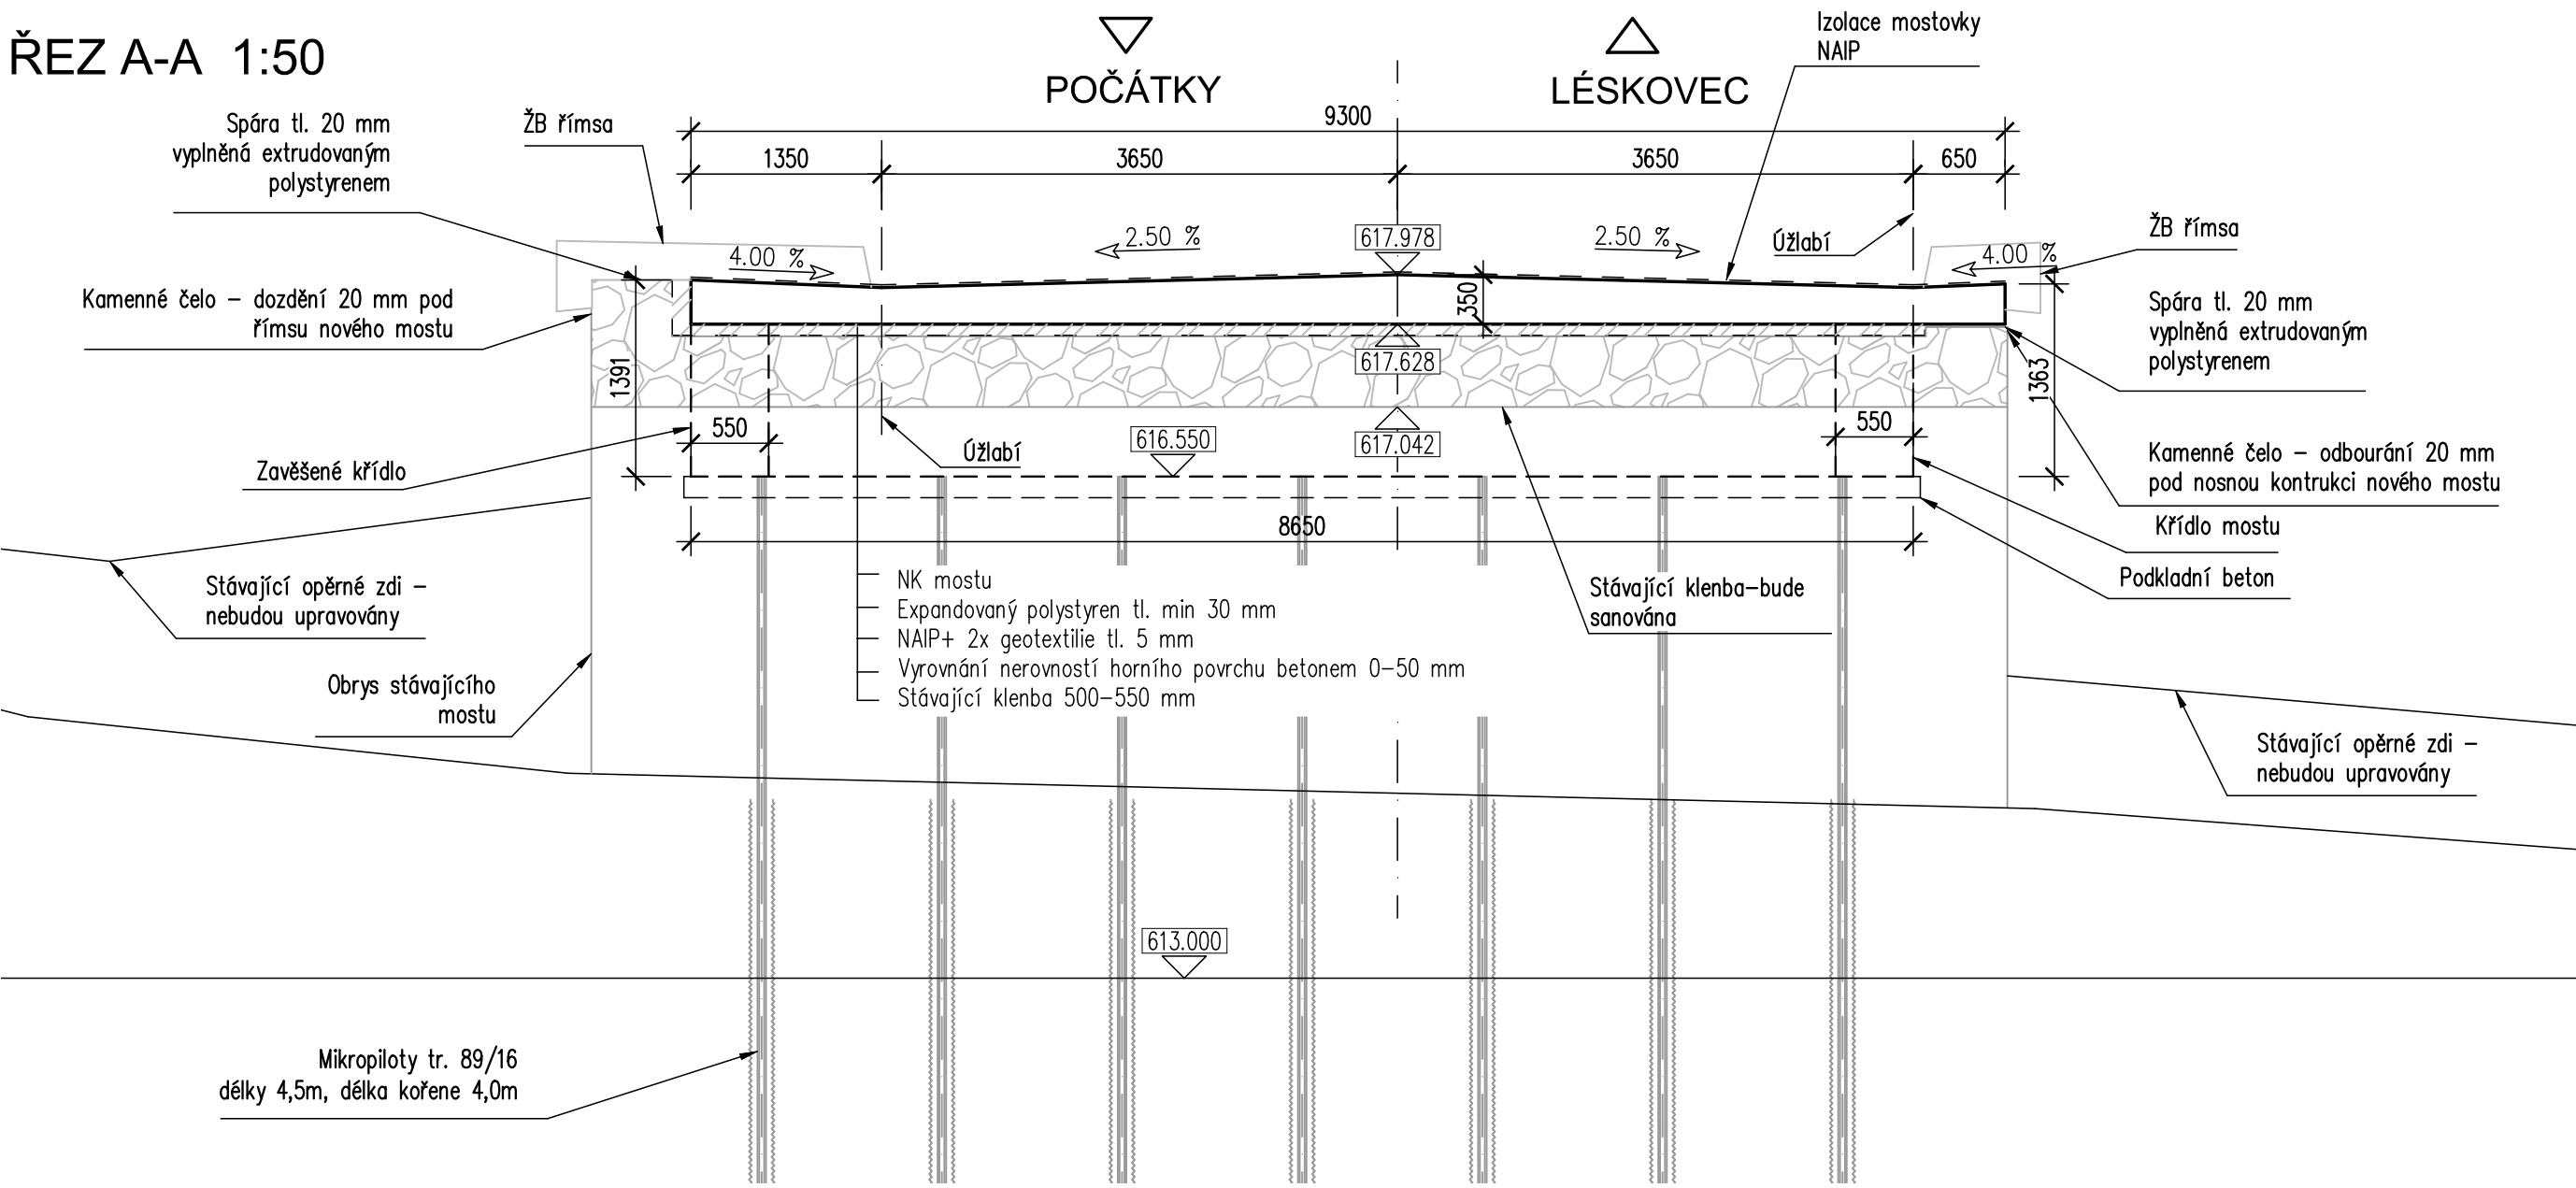 ŘEZ A-A 1:50
POČÁTKY
LÉSKOVEC
Izolace mostovky
NAIP
Spára tl. 20 mm
vyplněná extrudovaným
polystyrenem
ŽB římsa
9300
1350
3650
3650
650
4.00 %
2.50 %
617.978
2.50 %
Úžlabí
4.00 %
ŽB římsa
Kamenné čelo – dozdění 20 mm pod
římsu nového mostu
350
Spára tl. 20 mm
vyplněná extrudovaným
polystyrenem
617.628
1391
1363
550
616.550
617.042
550
Zavěšené křídlo
Úžlabí
Kamenné čelo – odbourání 20 mm
pod nosnou kontrukci nového mostu
8650
Křídlo mostu
Podkladní beton
Stávající opěrné zdi –
nebudou upravovány
NK mostu
Expandovaný polystyren tl. min 30 mm
NAIP+ 2x geotextilie tl. 5 mm
Vyrovnání nerovností horního povrchu betonem 0–50 mm
Stávající klenba 500–550 mm
Stávající klenba-bude
sanována
Obrys stávajícího
mostu
Stávající opěrné zdi –
nebudou upravovány
613.000
Mikropiloty tr. 89/16
délky 4,5m, délka kořene 4,0m